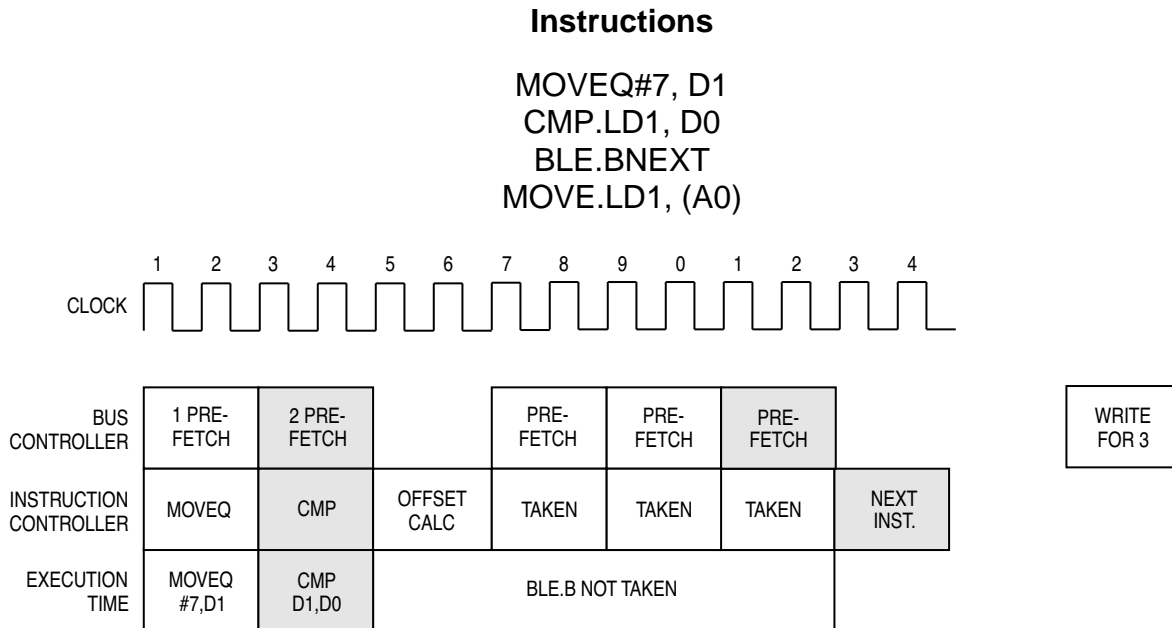 Instructions
MOVEQ#7, D1
CMP.LD1, D0
BLE.BNEXT
MOVE.LD1, (A0)
1 2 3 4 5 6 7 8 9 0 1 2 3 4
CLOCK
BUS
CONTROLLER
1 PRE-
FETCH
2 PRE-
FETCH
PRE-
FETCH
PRE-
FETCH
PRE-
FETCH
WRITE
FOR 3
INSTRUCTION
CONTROLLER
MOVEQ
CMP
OFFSET
CALC
TAKEN
TAKEN
TAKEN
NEXT
INST.
EXECUTION
TIME
MOVEQ
#7,D1
CMP
D1,D0
BLE.B NOT TAKEN